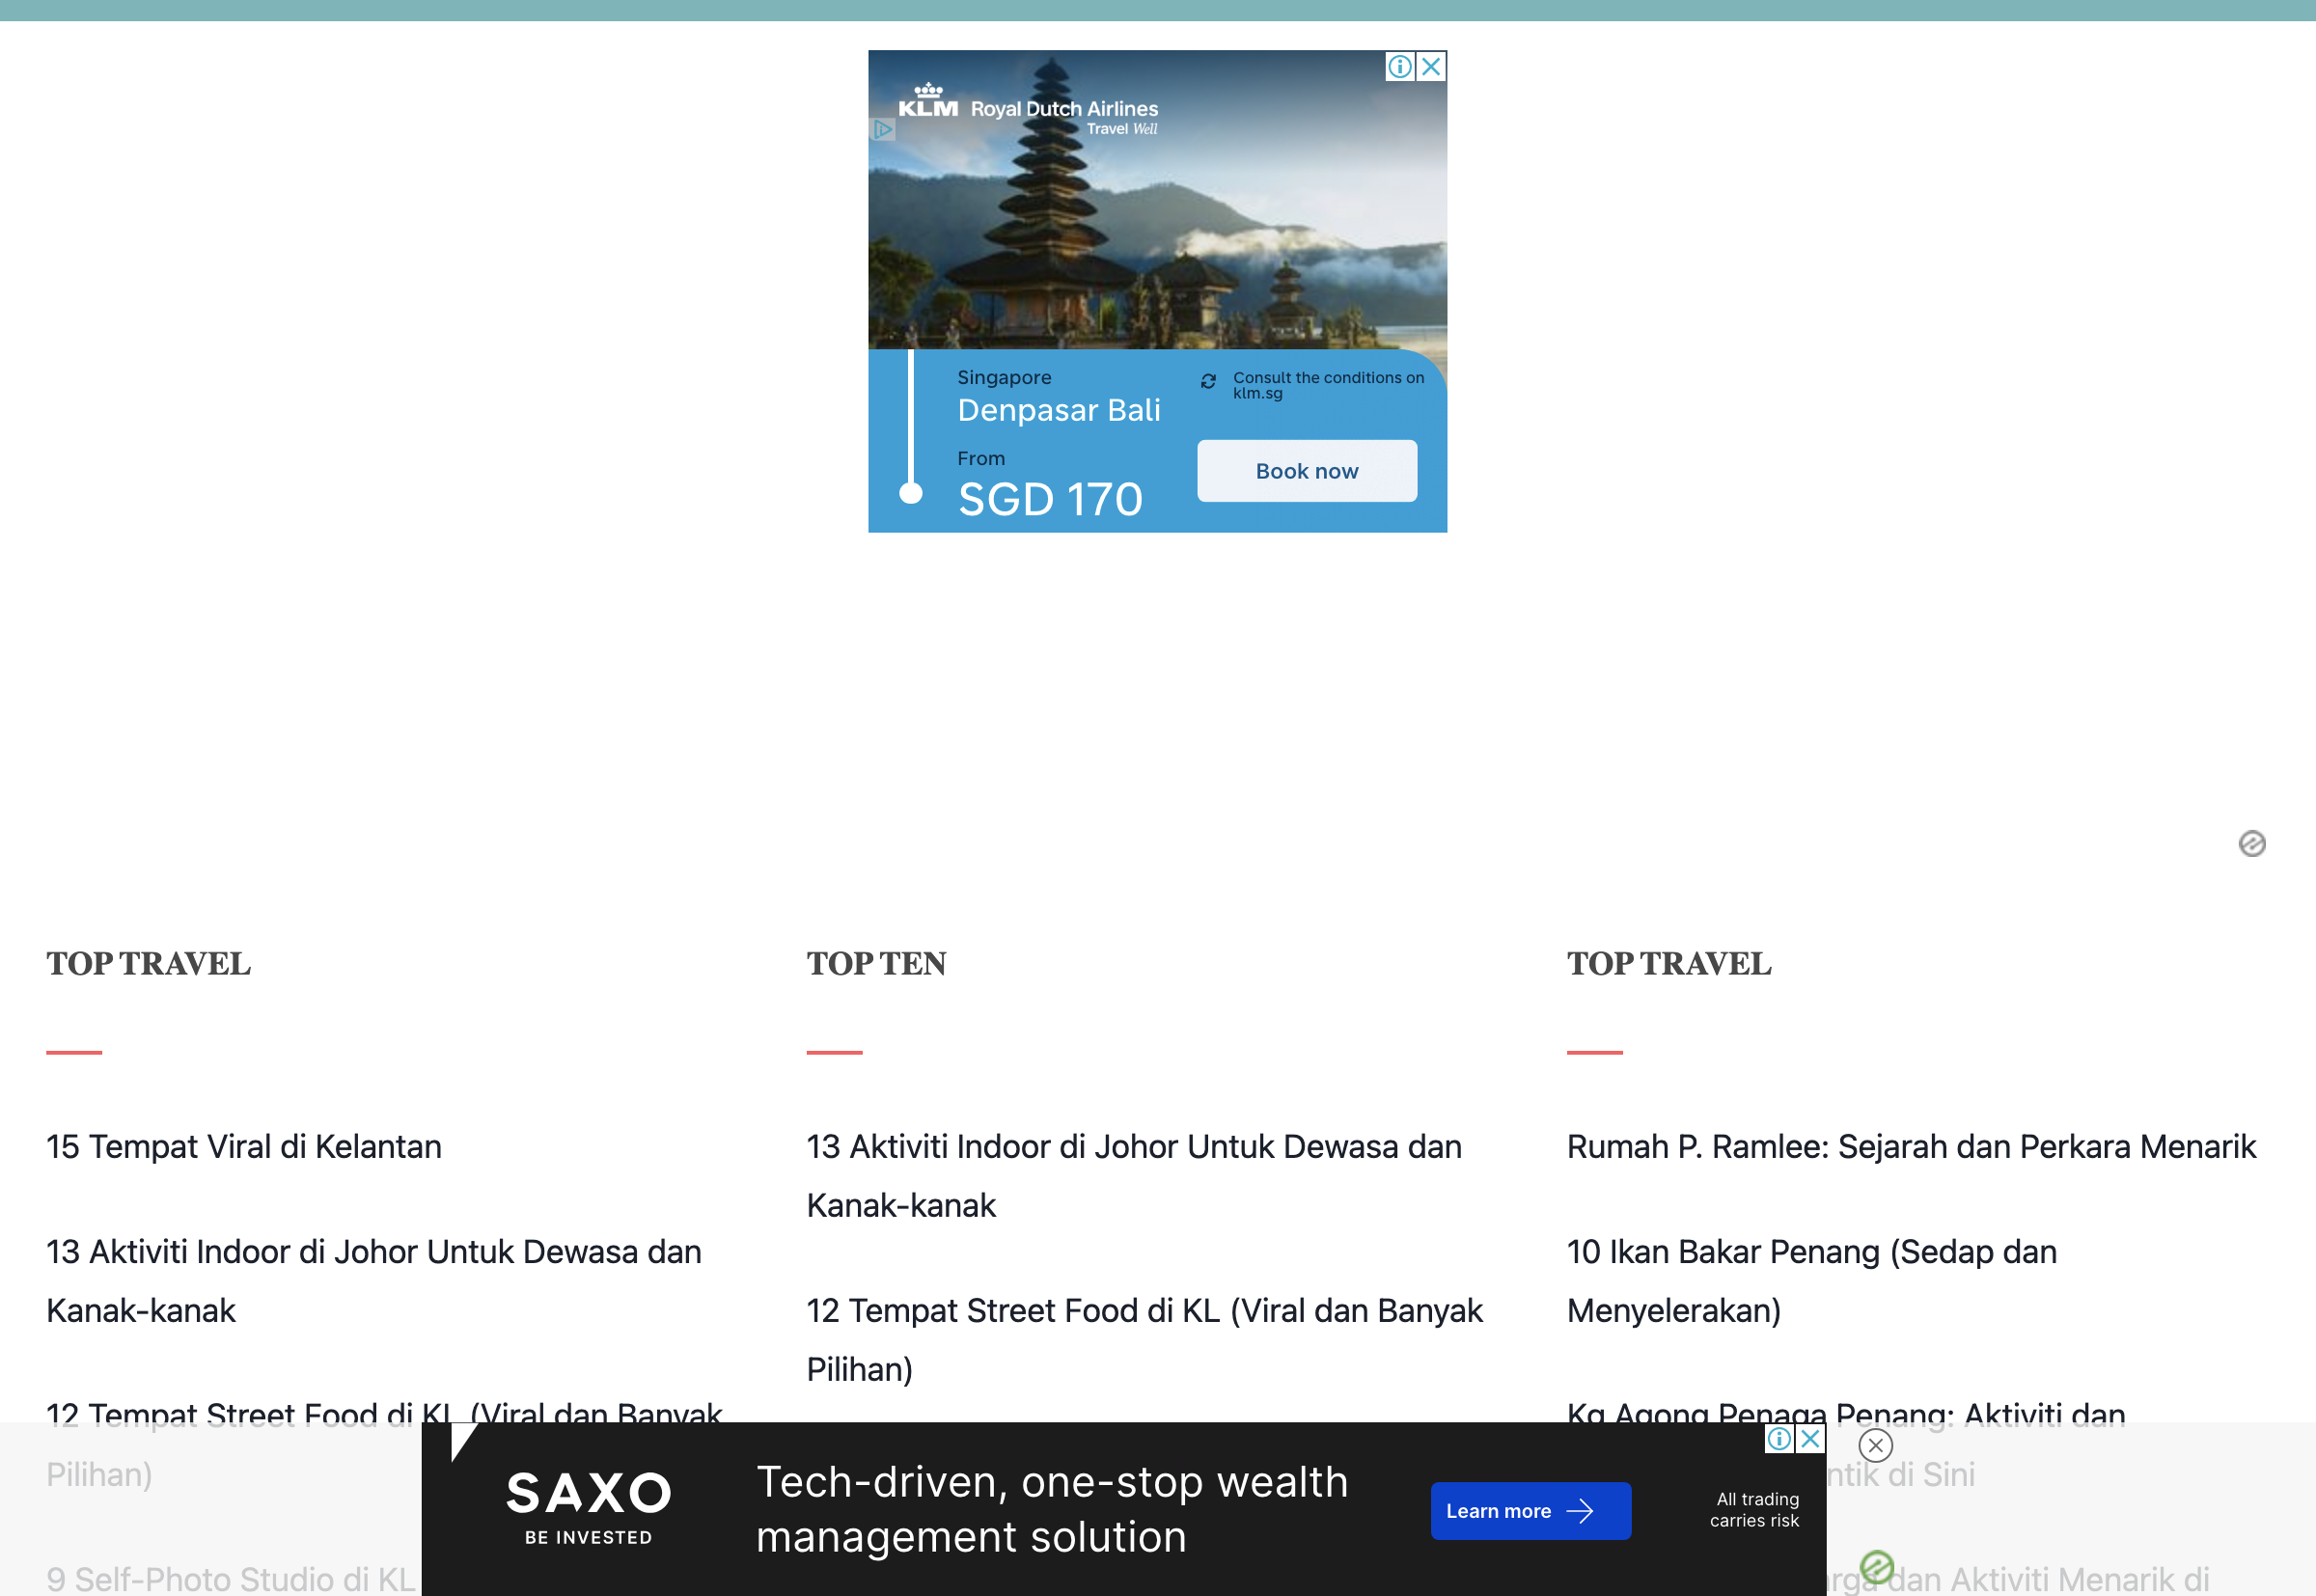 KLM Royal Dutch Airlines
Travel Well
Singapore
Denpasar Bali
From
SGD 170
Consult the conditions on
klm.sg
Book now
TOP TRAVEL
15 Tempat Viral di Kelantan
13 Aktiviti Indoor di Johor Untuk Dewasa dan
Kanak-kanak
12 Tempat Street Food di KL (Viral dan Banyak
Pilihan)
9 Self-Photo Studio di KL
TOP TEN
13 Aktiviti Indoor di Johor Untuk Dewasa dan
Kanak-kanak
12 Tempat Street Food di KL (Viral dan Banyak
Pilihan)
TOP TRAVEL
Rumah P. Ramlee: Sejarah dan Perkara Menarik
10 Ikan Bakar Penang (Sedap dan
Menyelerakan)
Kg Agong Penaga Penang: Aktiviti dan
di Sini
dan Aktiviti Menarik di
SAXO
BE INVESTED
Tech-driven, one-stop wealth
management solution
Learn more
All trading
carries risk